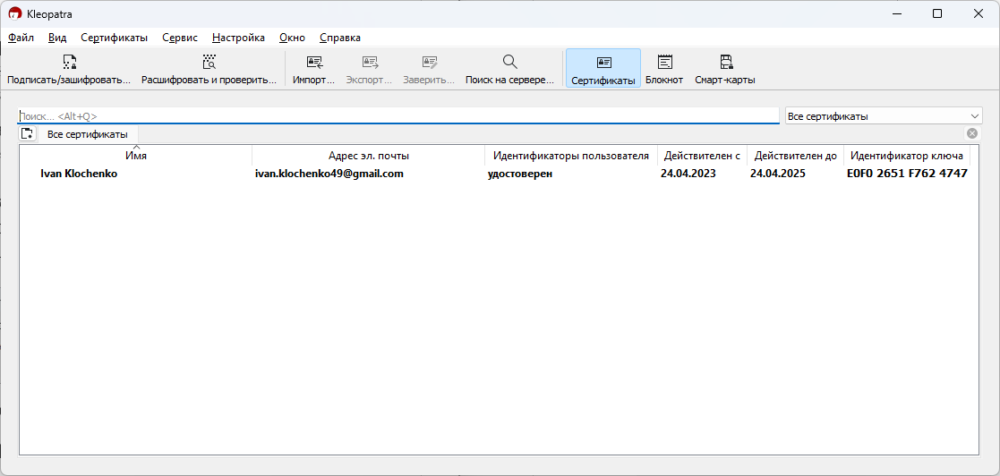 Kleopatra
Файл Вид Сертификаты Сервис Настройка Окно Справка
Подписать/зашифровать... Расшифровать и проверить... Импорт... Экспорт... Заверить... Поиск на сервере... Сертификаты Блокнот Смарт-карты
Поиск... <Alt+Q> Все сертификаты
Все сертификаты
Имя Адрес эл. почты Идентификаторы пользователя Действителен с Действителен до Идентификатор ключа
Ivan Klochenko ivan.klochenko49@gmail.com удостоверен 24.04.2023 24.04.2025 E0F0 2651 F762 4747